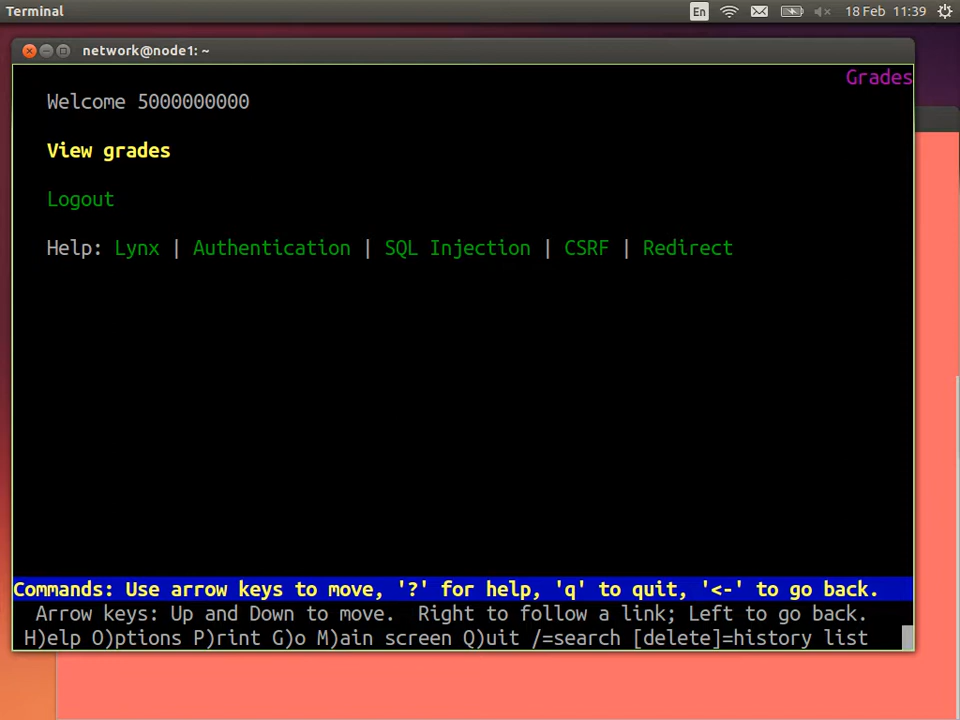 Terminal
En
18 Feb 11:39
network@node1: ~
Grades
Welcome 5000000000
View grades
Logout
Help: Lynx | Authentication | SQL Injection | CSRF | Redirect
Commands: Use arrow keys to move, '?' for help, 'q' to quit, '<-' to go back.
Arrow keys: Up and Down to move.  Right to follow a link; Left to go back.
H)elp O)ptions P)rint G)o M)ain screen Q)uit /=search [delete]=history list